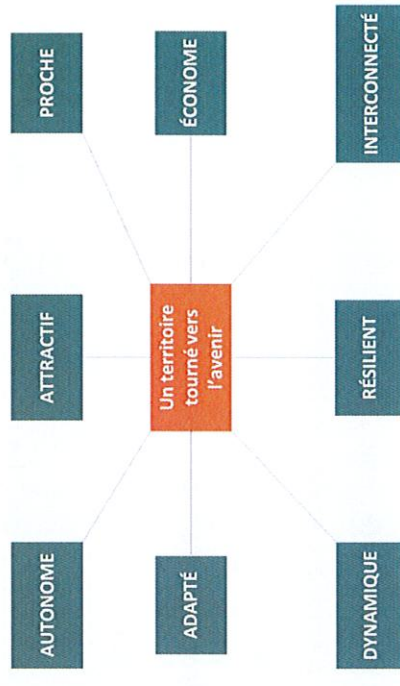 AUTONOME
ATTRACTIF
PROCHE
ADAPTÉ
Un territoire
tourné vers
l'avenir
ÉCONOME
DYNAMIQUE
RÉSILIENT
INTERCONNECTÉ